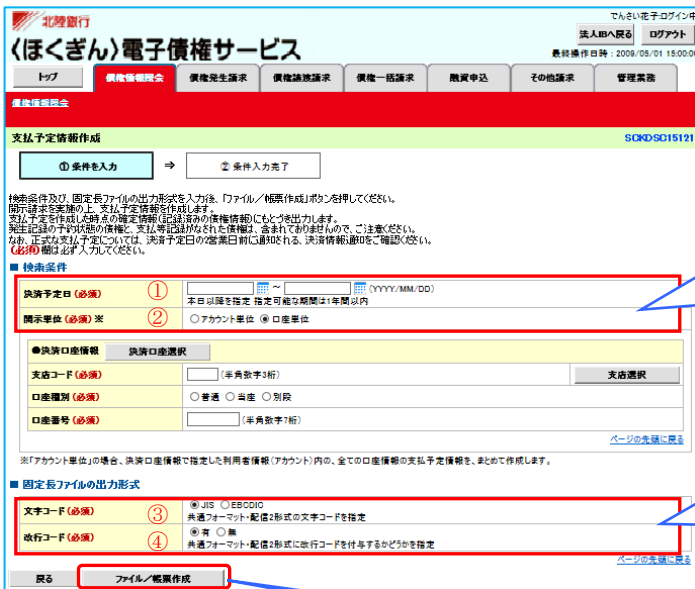 北陸銀行
でんさい花子:ログイン中
法人IBへ戻る ログアウト
〈ほくぎん〉電子債権サービス
最終操作日時：2009/05/01 15:00:00
トップ 債権情報照会 債権発生請求 債権譲渡請求 債権一括請求 融資申込 その他請求 管理業務
債権情報照会
支払予定情報作成 SCKDSC15121
① 条件を入力 ⇒ ② 条件入力完了
検索条件及び、固定長ファイルの出力形式を入力後、「ファイル／帳票作成」ボタンを押してください。
開示請求を実施の上、支払予定情報を作成します。
支払予定を作成した時点の確定情報(記録済みの債権情報)にもとづき出力します。
発生記録の予約状態の債権と、支払等記録がなされた債権は、含まれておりませんので、ご注意ください。
なお、正式な支払予定については、決済予定日の2営業日前に通知される、決済情報通知をご確認ください。
(必須)欄は必ず入力してください。
■ 検索条件
決済予定日 (必須) ① ～ (YYYY/MM/DD)
本日以降を指定 指定可能な期間は1年間以内
開示単位 (必須) ※ ② ○アカウント単位 ◉口座単位
●決済口座情報 決済口座選択
支店コード (必須) (半角数字3桁) 支店選択
口座種別 (必須) ○普通 ○当座 ○別段
口座番号 (必須) (半角数字7桁)
ページの先頭に戻る
※「アカウント単位」の場合、決済口座情報で指定した利用者情報(アカウント)内の、全ての口座情報の支払予定情報を、まとめて作成します。
■ 固定長ファイルの出力形式
文字コード (必須) ③ ◉JIS ○EBCDIC
共通フォーマット・配信2形式の文字コードを指定
改行コード (必須) ④ ◉有 ○無
共通フォーマット・配信2形式に改行コードを付与するかどうかを指定
ページの先頭に戻る
戻る ファイル／帳票作成